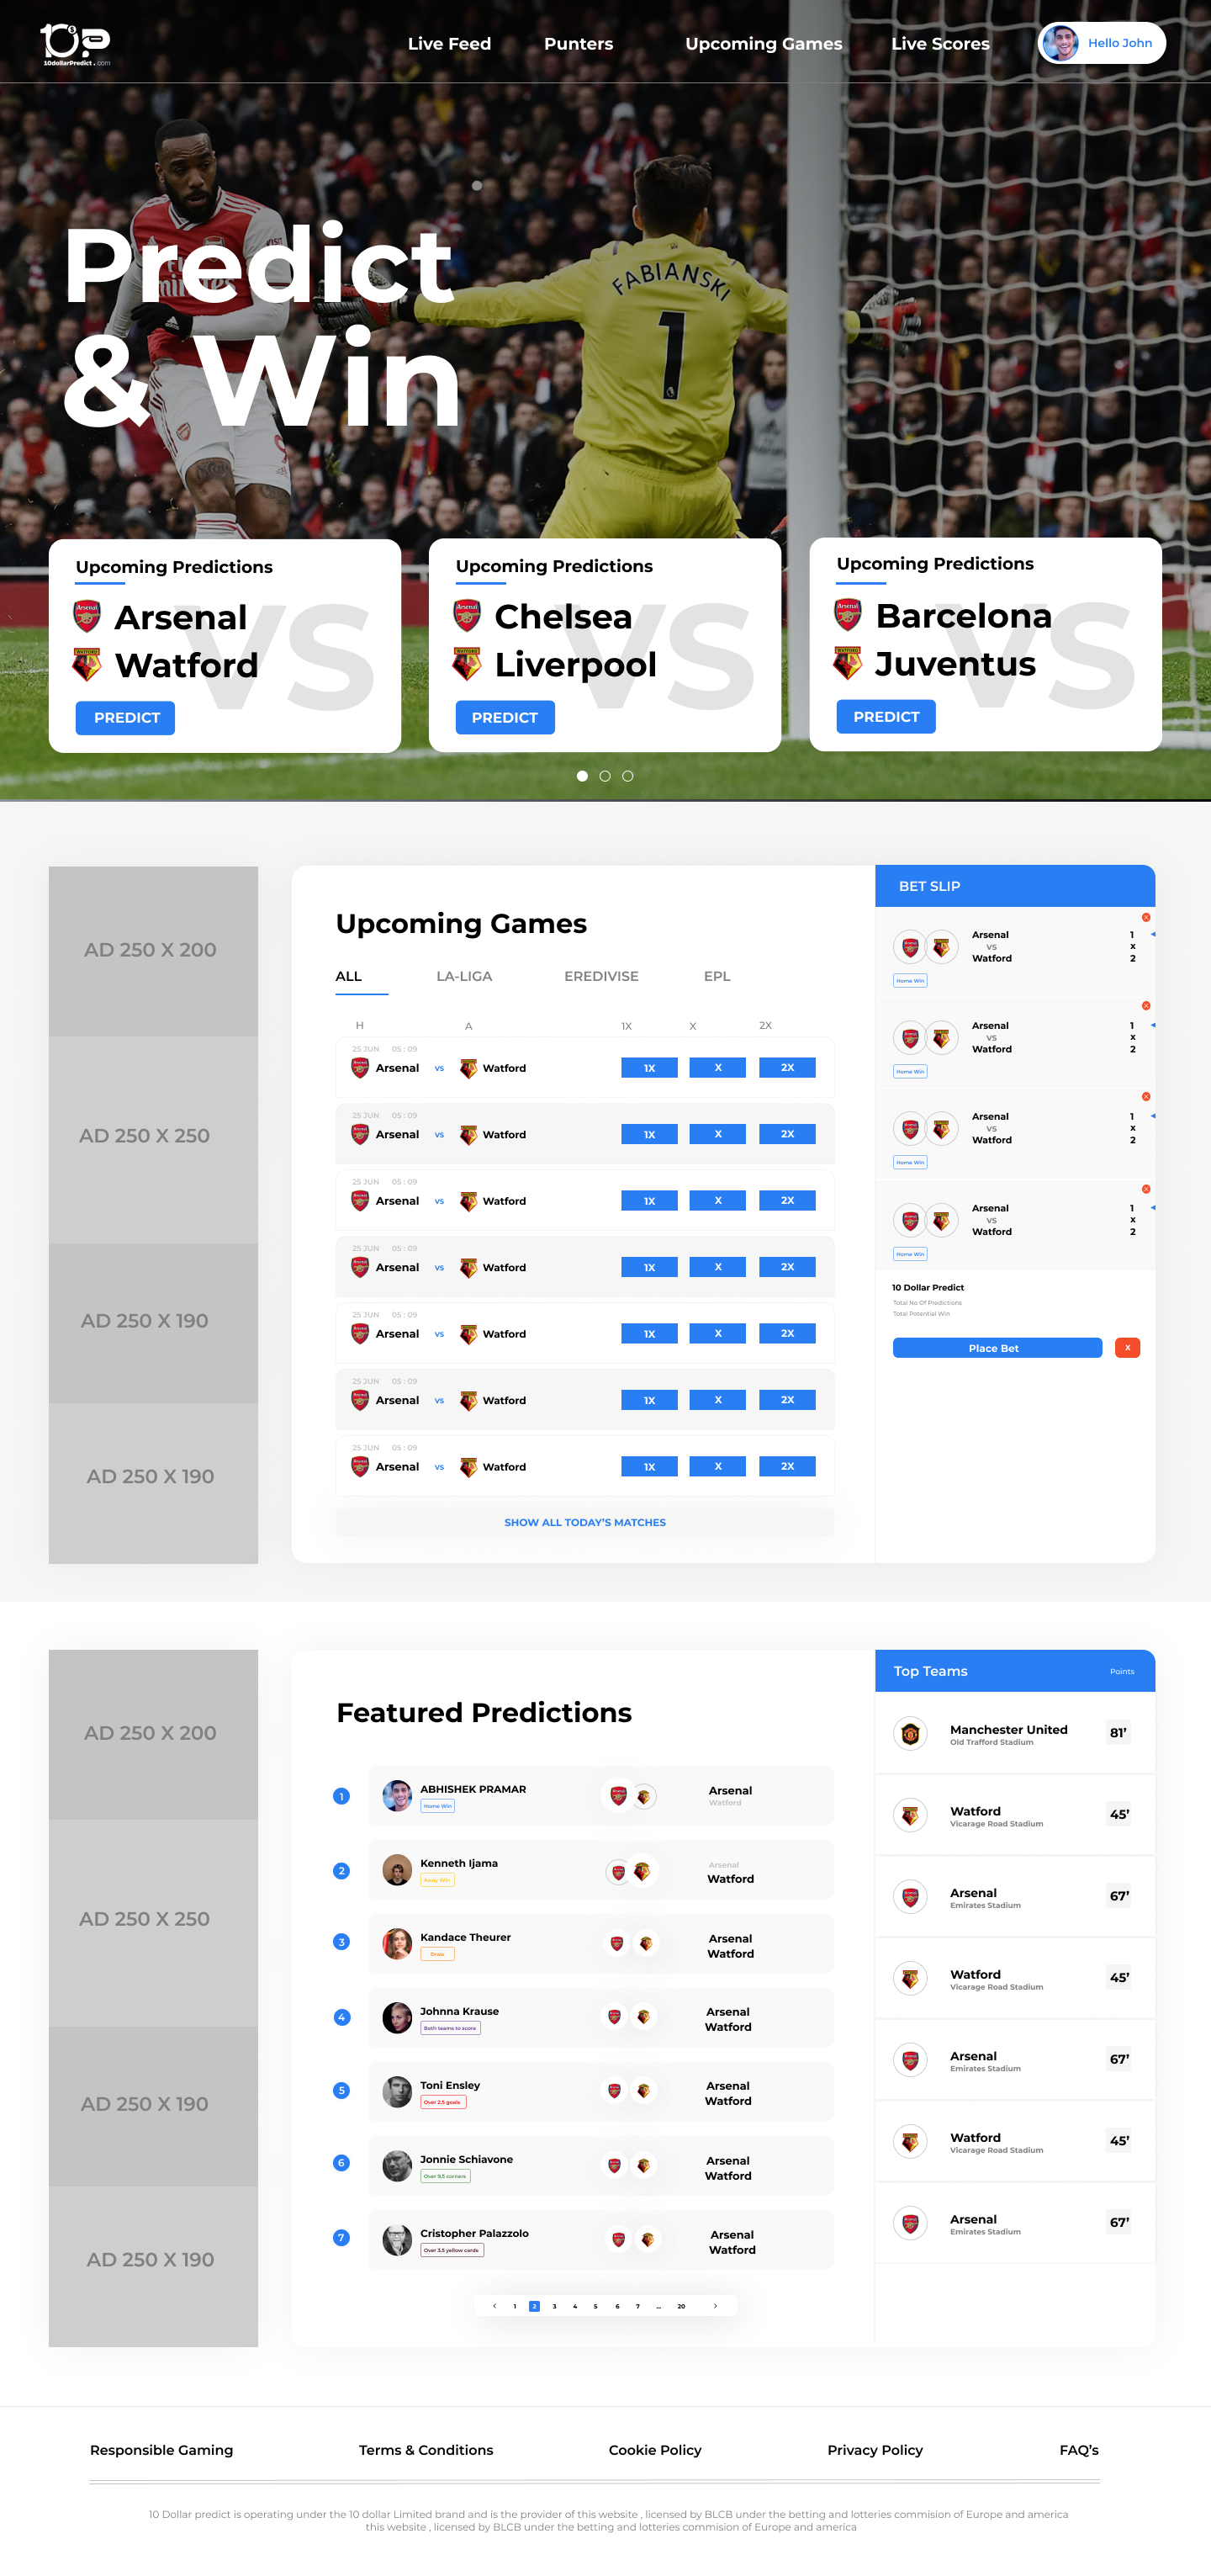 10P
10dollarPredict . com
Live Feed
Punters
Upcoming Games
Live Scores
Hello John
Predict
& Win
FABIANSKI
1
Upcoming Predictions
VS
Arsenal
Watford
PREDICT
Upcoming Predictions
VS
Chelsea
Liverpool
PREDICT
Upcoming Predictions
VS
Barcelona
Juventus
PREDICT
AD 250 X 200
AD 250 X 250
AD 250 X 190
AD 250 X 190
Upcoming Games
ALL LA-LIGA EREDIVISE EPL
H A 1X X 2X
25 JUN 05 : 09
Arsenal vs Watford 1X X 2X
25 JUN 05 : 09
Arsenal vs Watford 1X X 2X
25 JUN 05 : 09
Arsenal vs Watford 1X X 2X
25 JUN 05 : 09
Arsenal vs Watford 1X X 2X
25 JUN 05 : 09
Arsenal vs Watford 1X X 2X
25 JUN 05 : 09
Arsenal vs Watford 1X X 2X
25 JUN 05 : 09
Arsenal vs Watford 1X X 2X
SHOW ALL TODAY'S MATCHES
BET SLIP
X
Arsenal 1
VS x
Watford 2
Home Win
X
Arsenal 1
VS x
Watford 2
Home Win
X
Arsenal 1
VS x
Watford 2
Home Win
X
Arsenal 1
VS x
Watford 2
Home Win
10 Dollar Predict
Total No Of Predictions
Total Potential Win
Place Bet
X
AD 250 X 200
AD 250 X 250
AD 250 X 190
AD 250 X 190
Featured Predictions
1 ABHISHEK PRAMAR
Home Win
Arsenal
Watford
2 Kenneth Ijama
Away Win
Arsenal
Watford
3 Kandace Theurer
Draw
Arsenal
Watford
4 Johnna Krause
Both teams to score
Arsenal
Watford
5 Toni Ensley
Over 2.5 goals
Arsenal
Watford
6 Jonnie Schiavone
Over 9.5 corners
Arsenal
Watford
7 Cristopher Palazzolo
Over 3.5 yellow cards
Arsenal
Watford
< 1 2 3 4 5 6 7 ... 20 >
Top Teams Points
Manchester United 81'
Old Trafford Stadium
Watford 45'
Vicarage Road Stadium
Arsenal 67'
Emirates Stadium
Watford 45'
Vicarage Road Stadium
Arsenal 67'
Emirates Stadium
Watford 45'
Vicarage Road Stadium
Arsenal 67'
Emirates Stadium
Responsible Gaming Terms & Conditions Cookie Policy Privacy Policy FAQ's
10 Dollar predict is operating under the 10 dollar Limited brand and is the provider of this website , licensed by BLCB under the betting and lotteries commision of Europe and america
this website , licensed by BLCB under the betting and lotteries commision of Europe and america